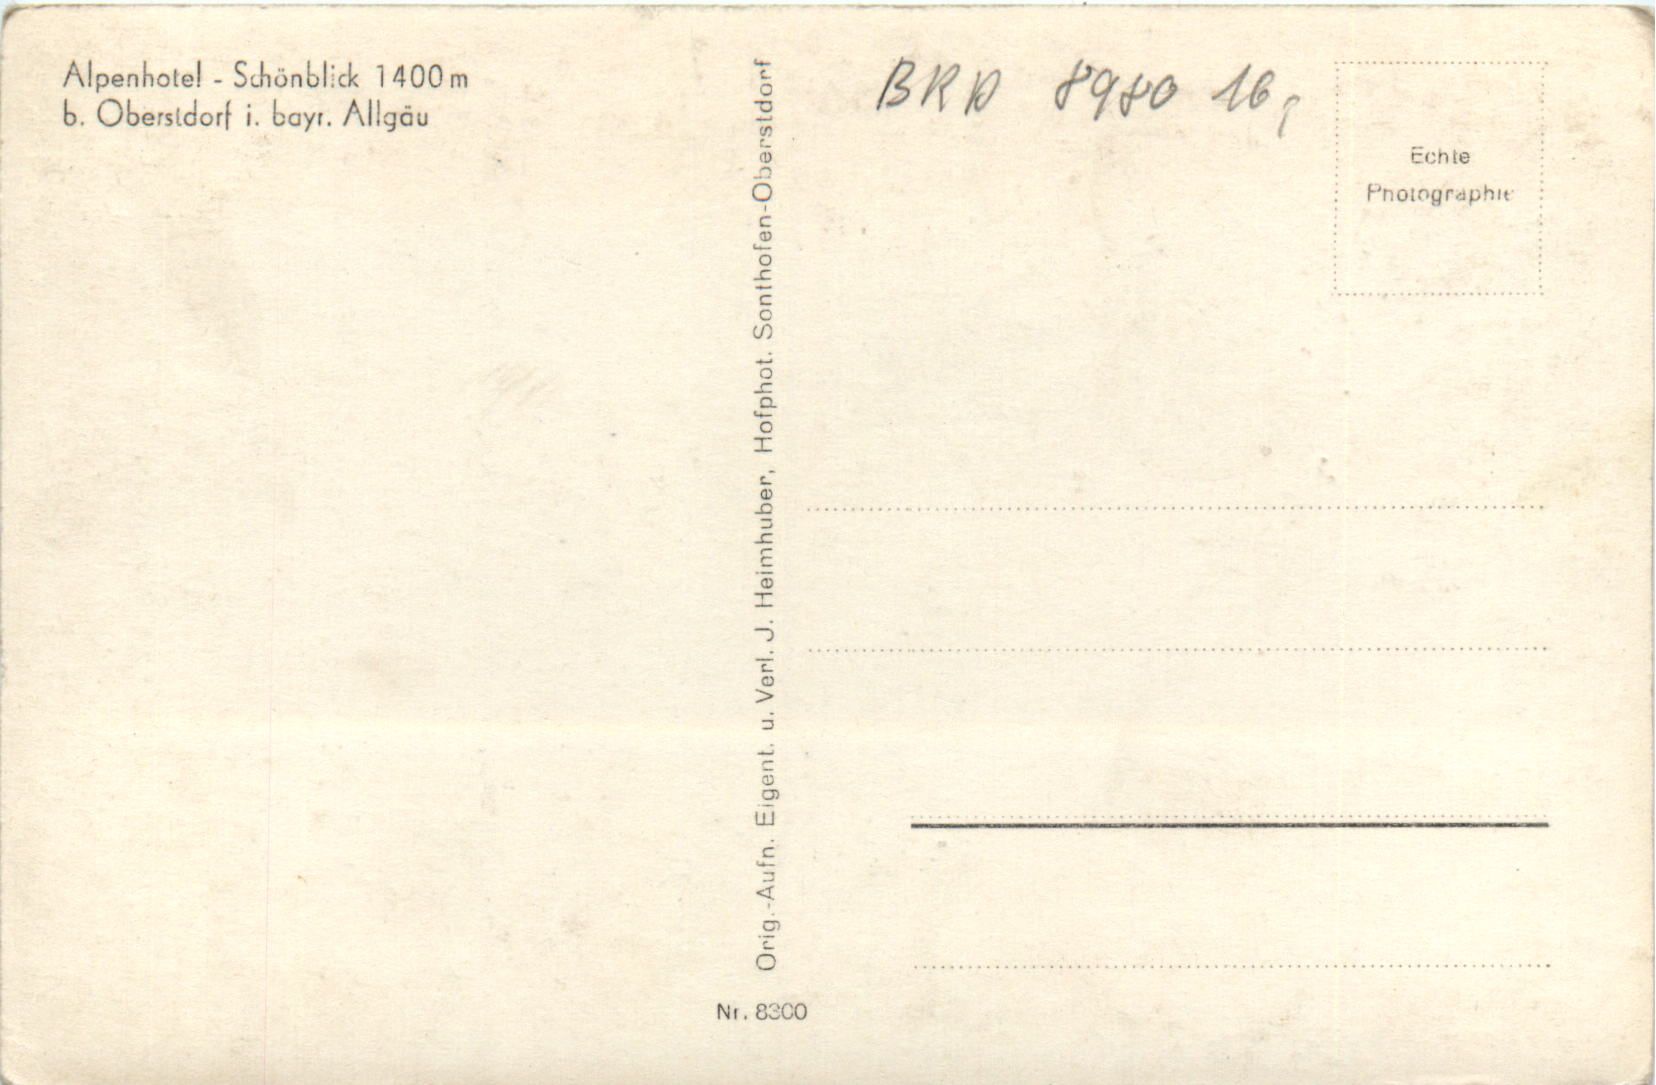 Alpenhotel - Schönblick 1400 m
b. Oberstdorf i. bayr. Allgäu
Orig.-Aufn. Eigent. u. Verl. J. Heimhuber, Hofphot. Sonthofen-Oberstdorf
BRD 8980 16,
Echte
Photographie
Nr. 8300